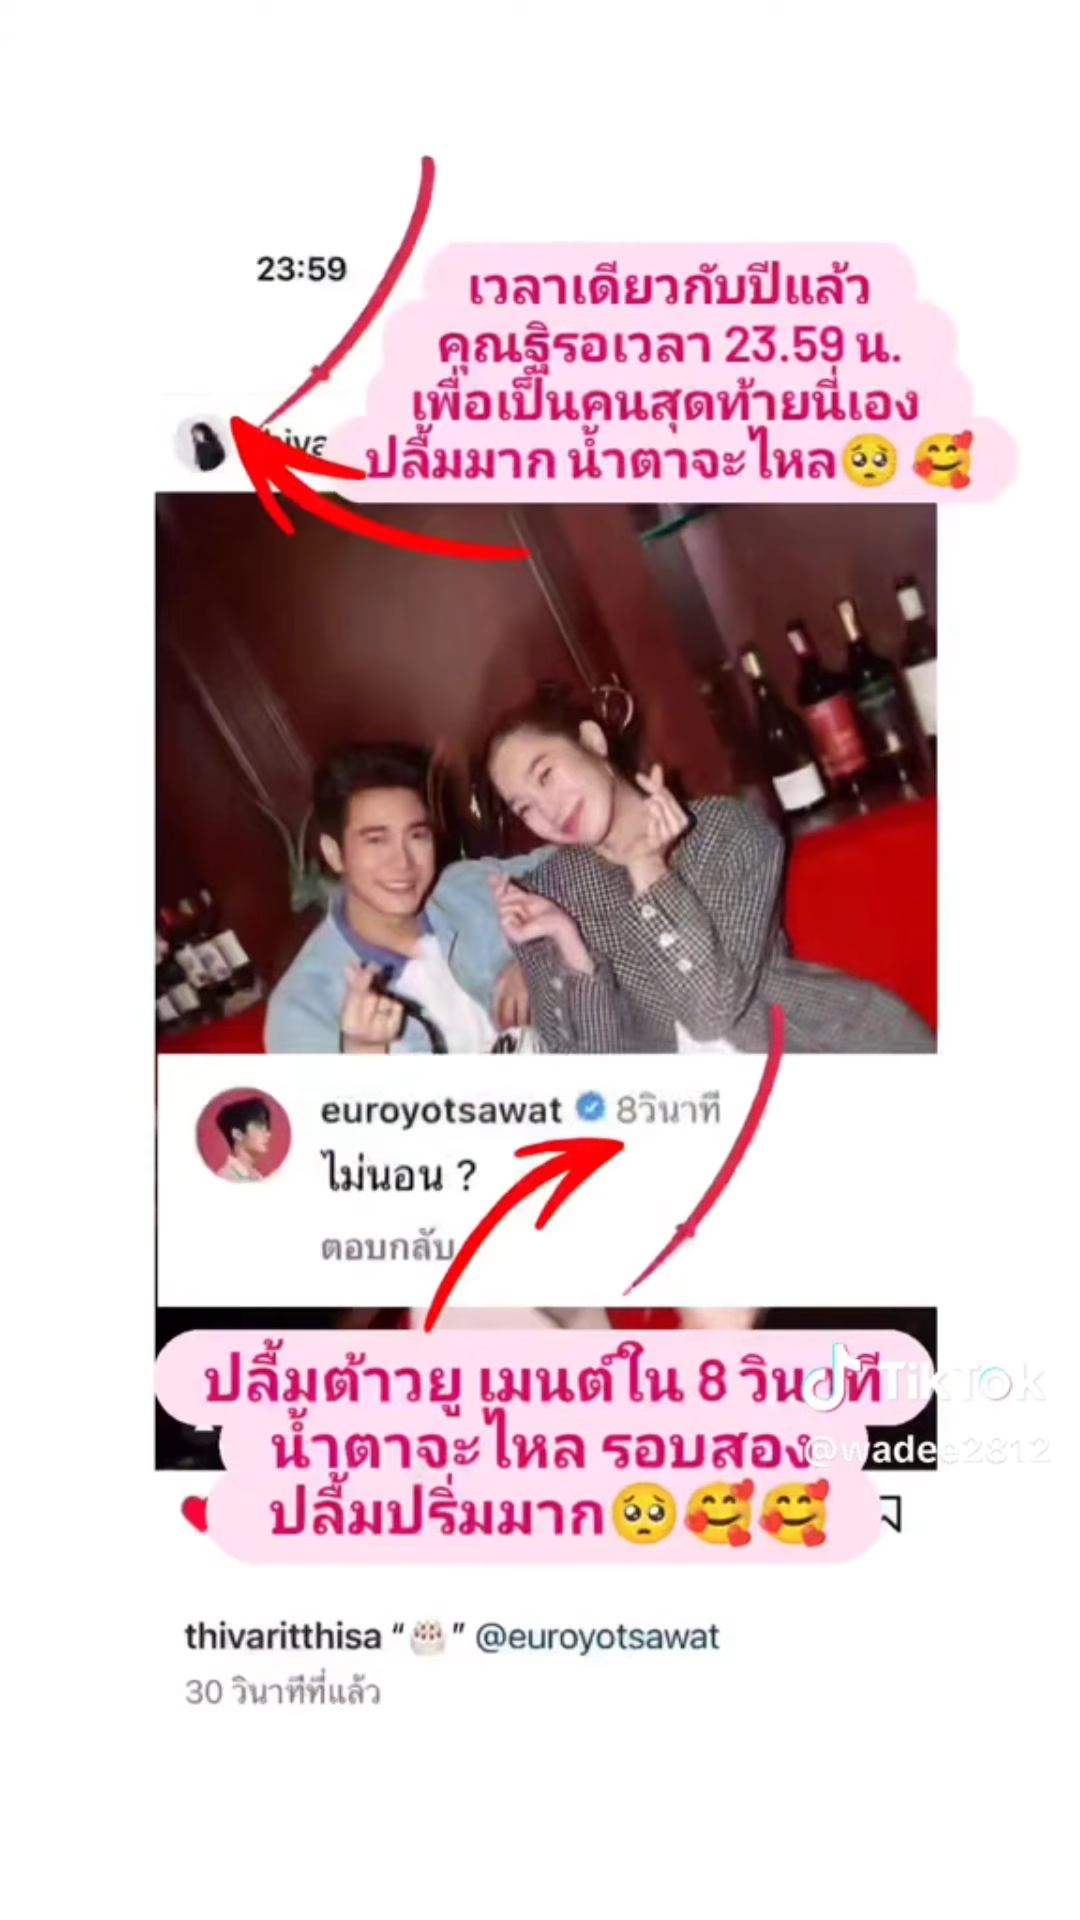 23:59
เวลาเดียวกับปีแล้ว
คุณฐิรอเวลา 23.59 น.
เพื่อเป็นคนสุดท้ายนี่เอง
ปลื้มมาก น้ำตาจะไหล🥺 🥰
euroyotsawat 8วินาที
ไม่นอน ?
ตอบกลับ
ปลื้มต้าวยู เมนต์ใน 8 วินาที
น้ำตาจะไหล รอบสอง
ปลื้มปริ่มมาก🥺🥰🥰
TikTok
@wadee2812
thivaritthisa “🎂” @euroyotsawat
30 วินาทีที่แล้ว